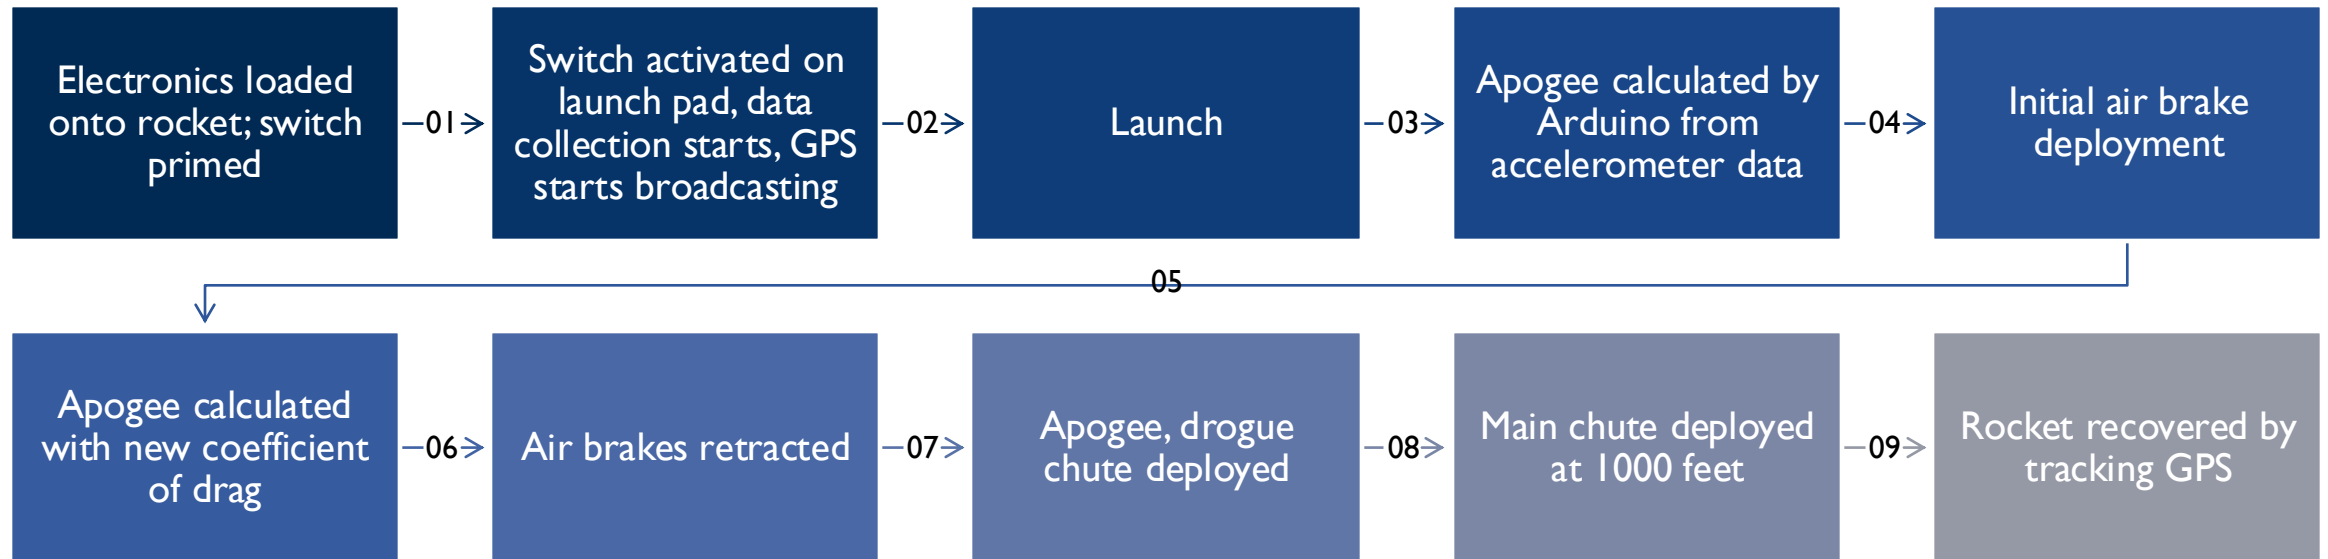 Electronics loaded
onto rocket; switch
primed
01
Switch activated on
launch pad, data
collection starts, GPS
starts broadcasting
02
Launch
03
Apogee calculated by
Arduino from
accelerometer data
04
Initial air brake
deployment
05
Apogee calculated
with new coefficient
of drag
06
Air brakes retracted
07
Apogee, drogue
chute deployed
08
Main chute deployed
at 1000 feet
09
Rocket recovered by
tracking GPS